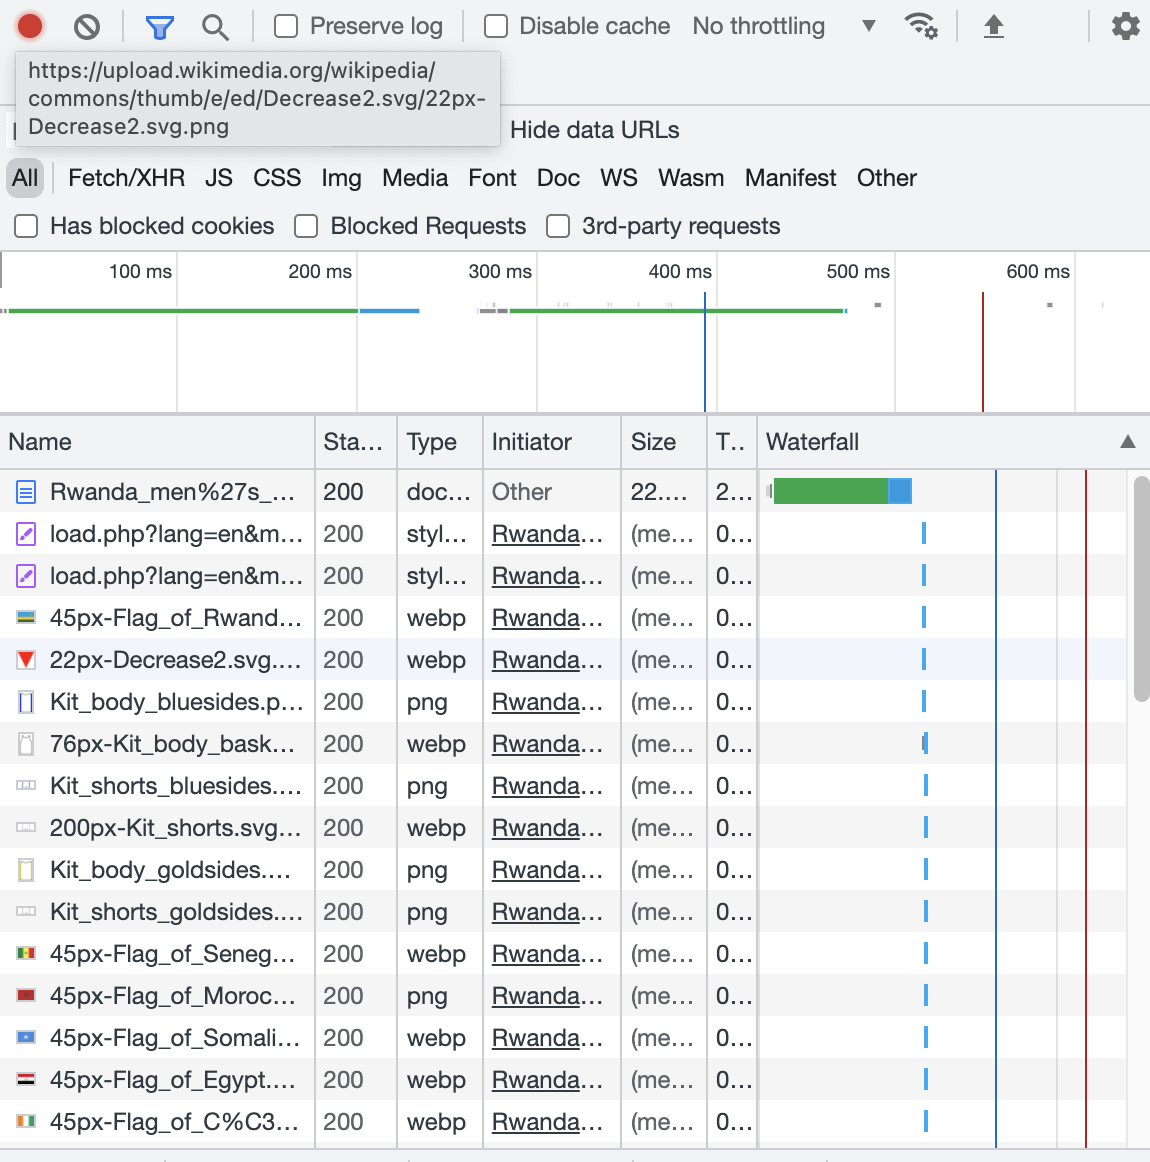 Preserve log Disable cache No throttling
https://upload.wikimedia.org/wikipedia/
commons/thumb/e/ed/Decrease2.svg/22px-
Decrease2.svg.png
Hide data URLs
All Fetch/XHR JS CSS Img Media Font Doc WS Wasm Manifest Other
Has blocked cookies Blocked Requests 3rd-party requests
100 ms 200 ms 300 ms 400 ms 500 ms 600 ms
Name Sta... Type Initiator Size T.. Waterfall
Rwanda_men%27s_... 200 doc... Other 22.... 2...
load.php?lang=en&m... 200 styl... Rwanda... (me... 0...
load.php?lang=en&m... 200 styl... Rwanda... (me... 0...
45px-Flag_of_Rwand... 200 webp Rwanda... (me... 0...
22px-Decrease2.svg.... 200 webp Rwanda... (me... 0...
Kit_body_bluesides.p... 200 png Rwanda... (me... 0...
76px-Kit_body_bask... 200 webp Rwanda... (me... 0...
Kit_shorts_bluesides.... 200 png Rwanda... (me... 0...
200px-Kit_shorts.svg... 200 webp Rwanda... (me... 0...
Kit_body_goldsides.... 200 png Rwanda... (me... 0...
Kit_shorts_goldsides.... 200 png Rwanda... (me... 0...
45px-Flag_of_Seneg... 200 webp Rwanda... (me... 0...
45px-Flag_of_Moroc... 200 png Rwanda... (me... 0...
45px-Flag_of_Somali... 200 webp Rwanda... (me... 0...
45px-Flag_of_Egypt.... 200 webp Rwanda... (me... 0...
45px-Flag_of_C%C3... 200 webp Rwanda... (me... 0...